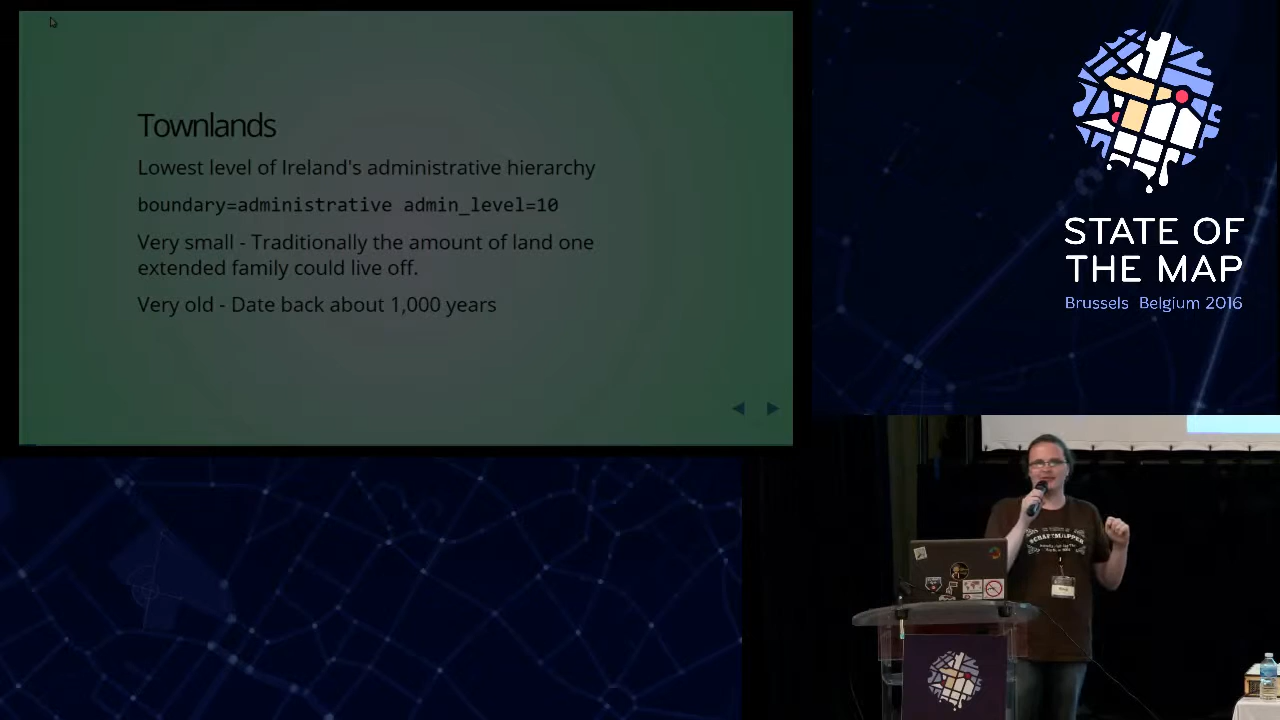 Townlands
Lowest level of Ireland's administrative hierarchy
boundary=administrative admin_level=10
Very small - Traditionally the amount of land one
extended family could live off.
Very old - Date back about 1,000 years
STATE OF
THE MAP
Brussels Belgium 2016
CRAFTMAPPER